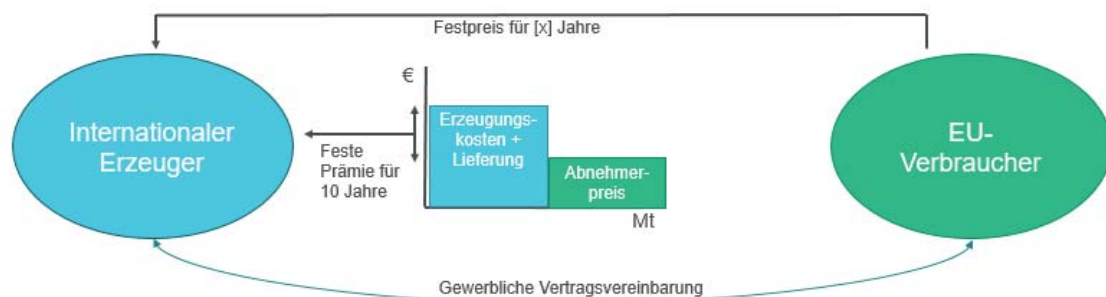 Festpreis für [x] Jahre
Internationaler
Erzeuger
Feste
Prämie für
10 Jahre
€
Erzeugungs-
kosten +
Lieferung
Abnehmer-
preis
Mt
EU-
Verbraucher
Gewerbliche Vertragsvereinbarung